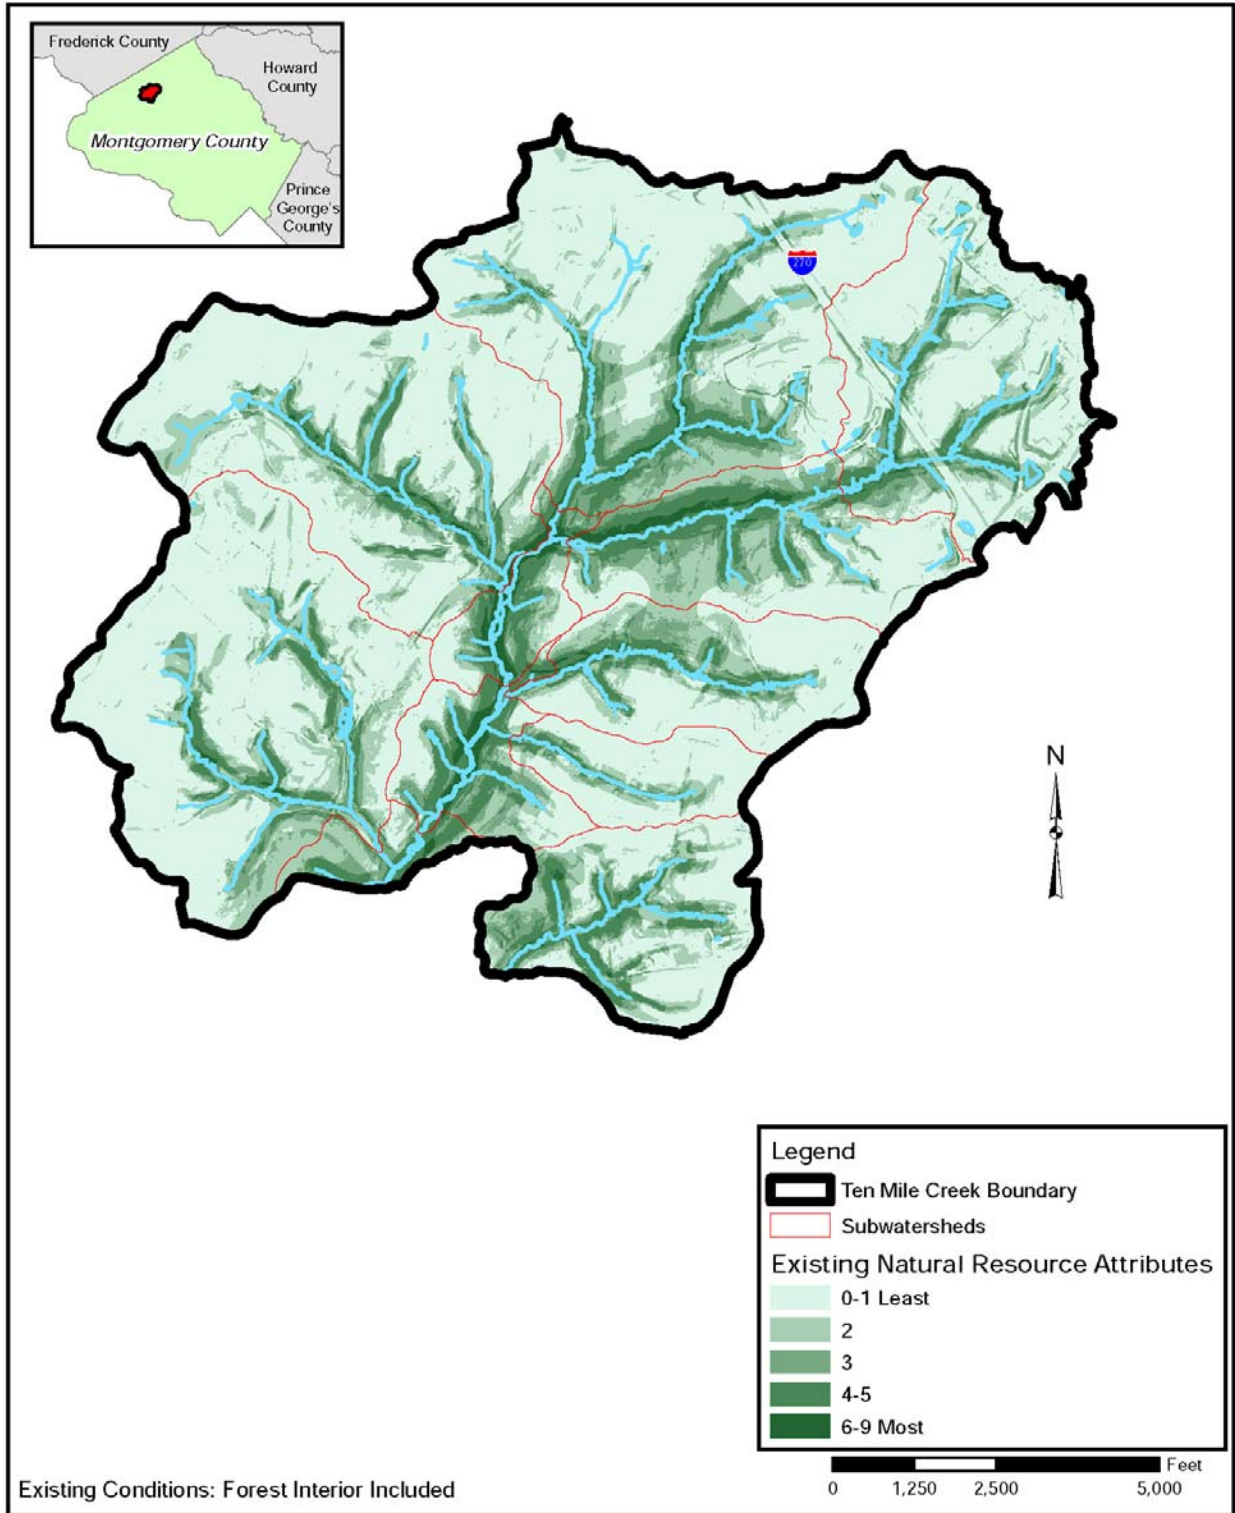 Frederick County
Howard
County
Montgomery County
Prince
George's
County
270
N
Legend
Ten Mile Creek Boundary
Subwatersheds
Existing Natural Resource Attributes
0-1 Least
2
3
4-5
6-9 Most
Feet
0 1,250 2,500 5,000
Existing Conditions: Forest Interior Included